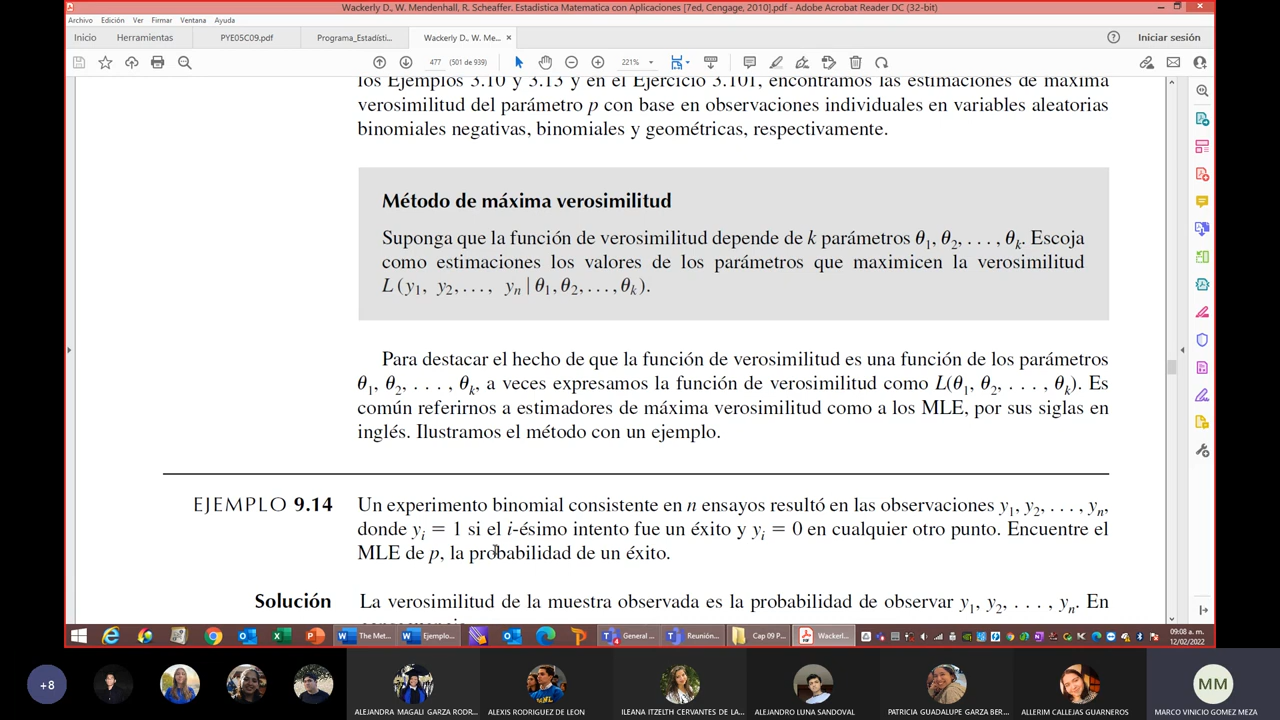 Wackerly D., W. Mendenhall, R. Scheaffer. Estadística Matematica con Aplicaciones [7ed, Cengage, 2010].pdf - Adobe Acrobat Reader DC (32-bit)
Archivo Edición Ver Firmar Ventana Ayuda
Inicio Herramientas PYE05C09.pdf Programa_Estadísti... Wackerly D., W. Me... Iniciar sesión
477 (501 de 939) 221%
los Ejemplos 3.10 y 3.13 y en el Ejercicio 3.101, encontramos las estimaciones de máxima
verosimilitud del parámetro p con base en observaciones individuales en variables aleatorias
binomiales negativas, binomiales y geométricas, respectivamente.
Método de máxima verosimilitud
Suponga que la función de verosimilitud depende de k parámetros θ1, θ2, . . . , θk. Escoja
como estimaciones los valores de los parámetros que maximicen la verosimilitud
L (y1, y2, . . . , yn | θ1, θ2, . . . , θk).
Para destacar el hecho de que la función de verosimilitud es una función de los parámetros
θ1, θ2, . . . , θk, a veces expresamos la función de verosimilitud como L(θ1, θ2, . . . , θk). Es
común referirnos a estimadores de máxima verosimilitud como a los MLE, por sus siglas en
inglés. Ilustramos el método con un ejemplo.
EJEMPLO 9.14 Un experimento binomial consistente en n ensayos resultó en las observaciones y1, y2, . . . , yn,
donde yi = 1 si el i-ésimo intento fue un éxito y yi = 0 en cualquier otro punto. Encuentre el
MLE de p, la probabilidad de un éxito.
Solución La verosimilitud de la muestra observada es la probabilidad de observar y1, y2, . . . , yn. En
The Met... Ejemplo... General ... Reunión... Cap 09 P... Wackerl... 09:08 a. m.
12/02/2022
+8
ALEJANDRA MAGALI GARZA RODR... ALEXIS RODRIGUEZ DE LEON ILEANA ITZELTH CERVANTES DE LA... ALEJANDRO LUNA SANDOVAL PATRICIA GUADALUPE GARZA BER... ALLERIM CALLEJAS GUARNEROS MM MARCO VINICIO GOMEZ MEZA